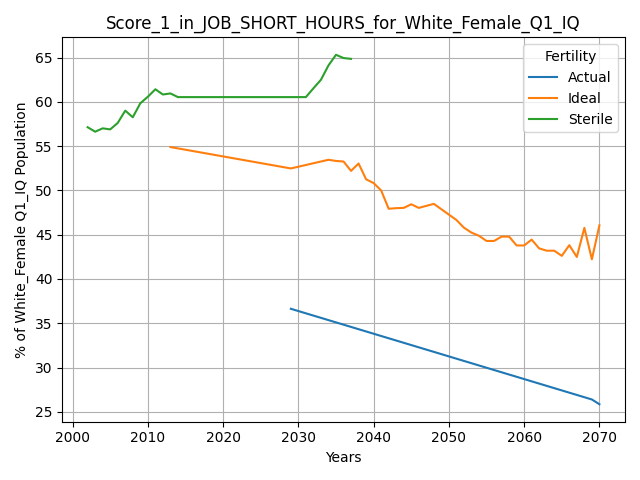 Score_1_in_JOB_SHORT_HOURS_for_White_Female_Q1_IQ
% of White_Female Q1_IQ Population
65
60
55
50
45
40
35
30
25
Fertility
Actual
Ideal
Sterile
2000 2010 2020 2030 2040 2050 2060 2070
Years